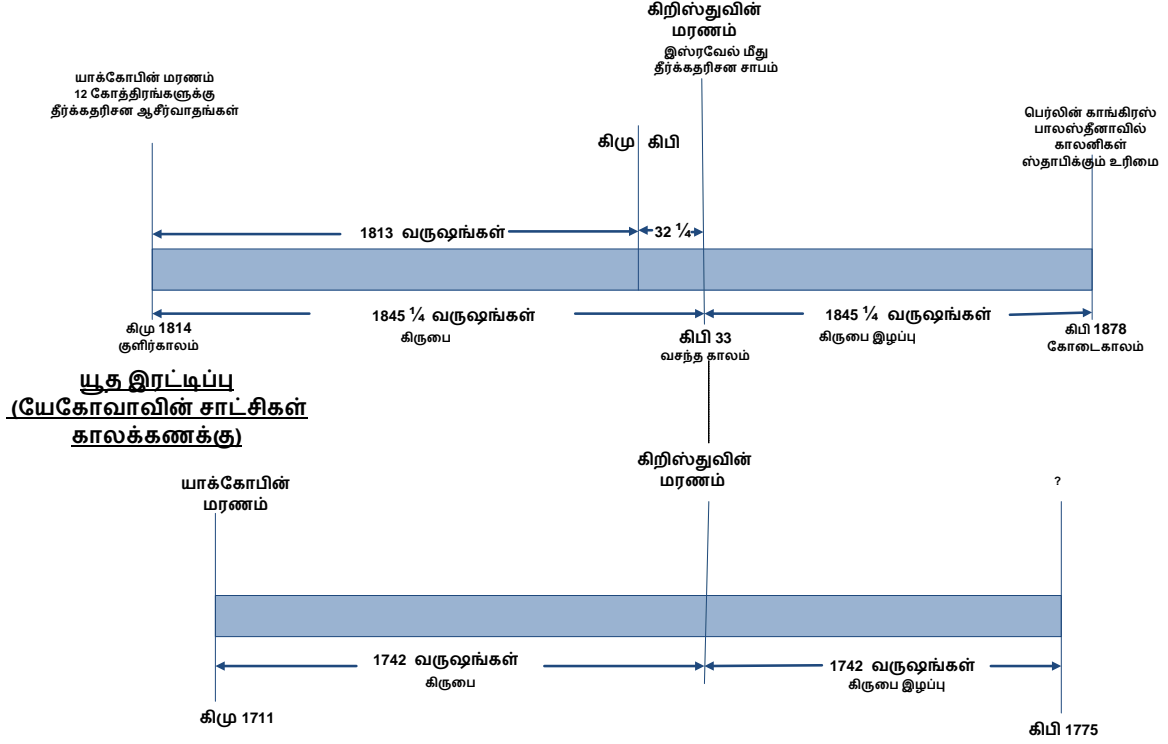 கிறிஸ்துவின்
மரணம்
இஸ்ரவேல் மீது
தீர்க்கதரிசன சாபம்
யாக்கோபின் மரணம்
12 கோத்திரங்களுக்கு
தீர்க்கதரிசன ஆசீர்வாதங்கள்
பெர்லின் காங்கிரஸ்
பாலஸ்தீனாவில்
காலனிகள்
ஸ்தாபிக்கும் உரிமை
கிமு கிபி
1813 வருஷங்கள் 32 ¼
1845 ¼ வருஷங்கள் 1845 ¼ வருஷங்கள்
கிருபை கிருபை இழப்பு
கிமு 1814
குளிர்காலம்
கிபி 33
வசந்த காலம்
கிபி 1878
கோடைகாலம்
யூத இரட்டிப்பு
(யேகோவாவின் சாட்சிகள்
காலக்கணக்கு)
யாக்கோபின்
மரணம்
கிறிஸ்துவின்
மரணம்
?
1742 வருஷங்கள் 1742 வருஷங்கள்
கிருபை கிருபை இழப்பு
கிமு 1711
கிபி 1775